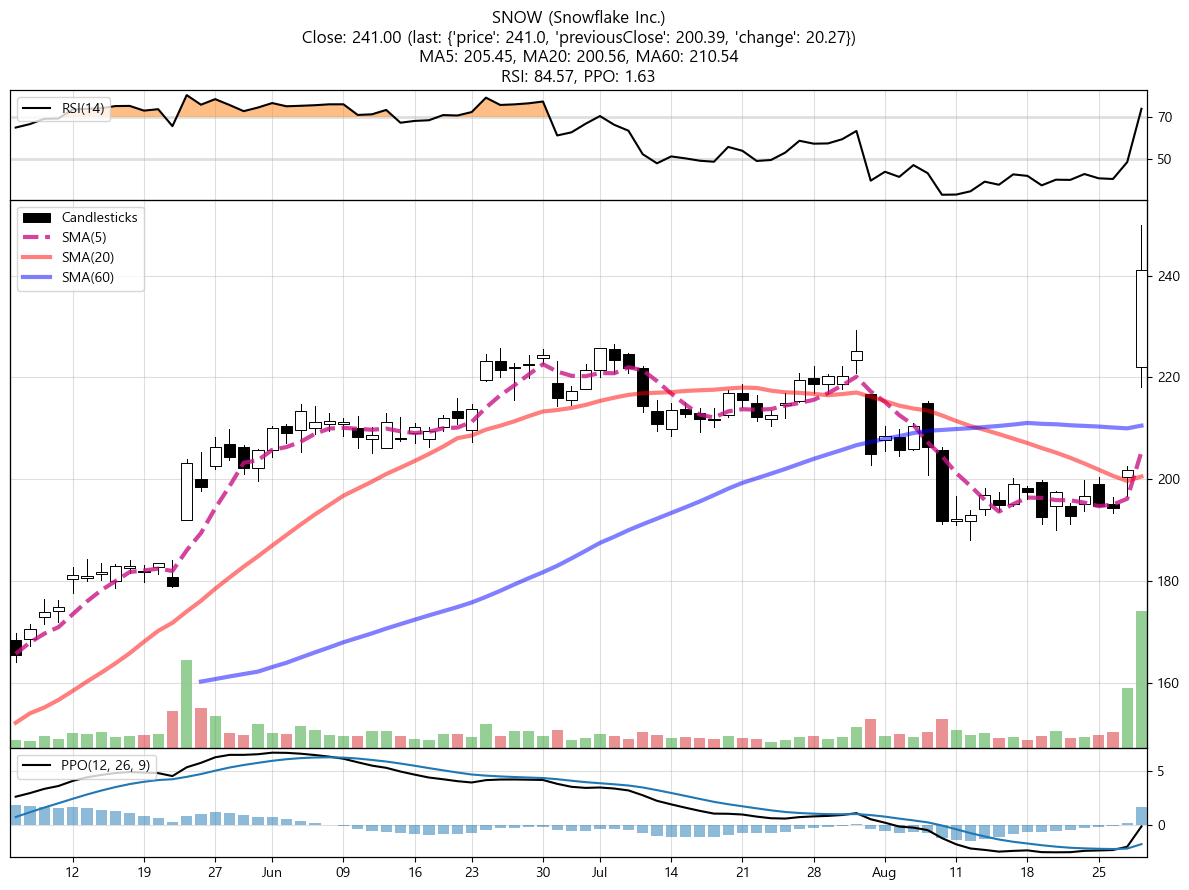 SNOW (Snowflake Inc.)
Close: 241.00 (last: {'price': 241.0, 'previousClose': 200.39, 'change': 20.27})
MA5: 205.45, MA20: 200.56, MA60: 210.54
RSI: 84.57, PPO: 1.63
RSI(14)
70
50
Candlesticks
SMA(5)
SMA(20)
SMA(60)
240
220
200
180
160
PPO(12, 26, 9)
5
0
12 19 27 Jun 09 16 23 30 Jul 14 21 28 Aug 11 18 25